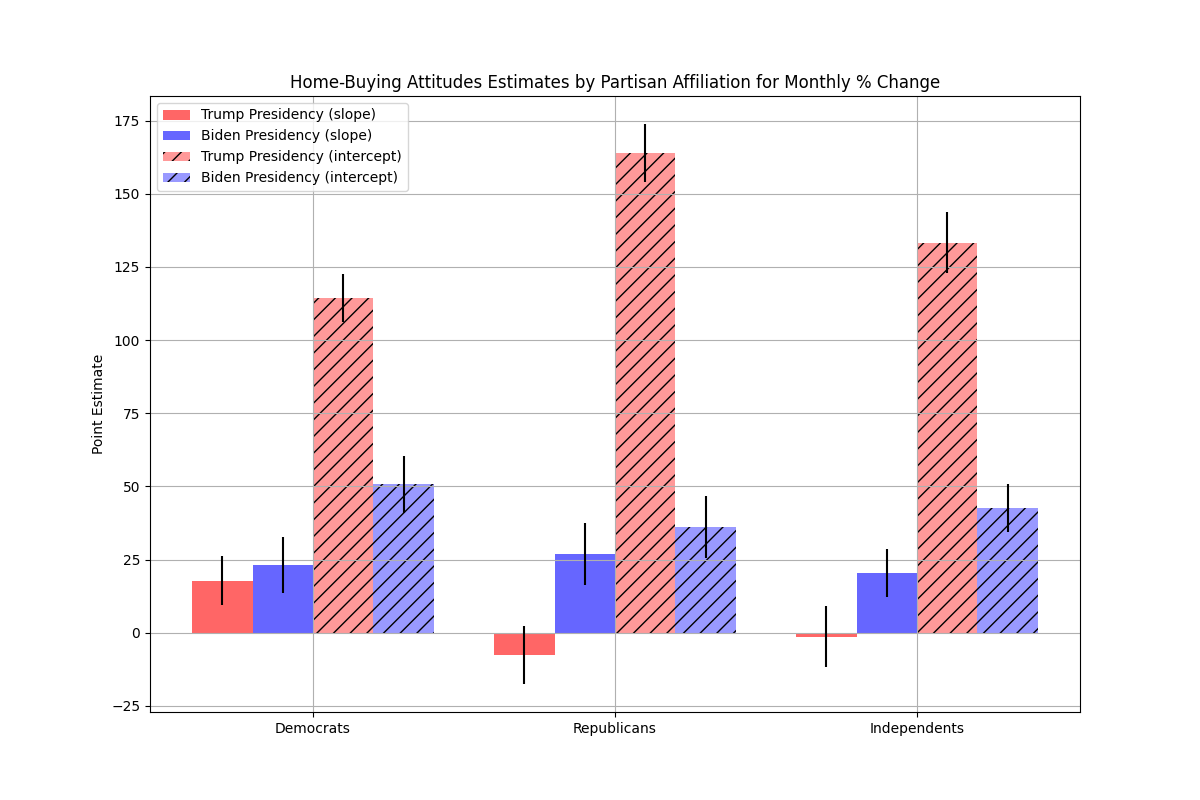 Home-Buying Attitudes Estimates by Partisan Affiliation for Monthly % Change
Trump Presidency (slope)
Biden Presidency (slope)
Trump Presidency (intercept)
Biden Presidency (intercept)
175
150
125
100
75
50
25
0
−25
Point Estimate
Democrats
Republicans
Independents